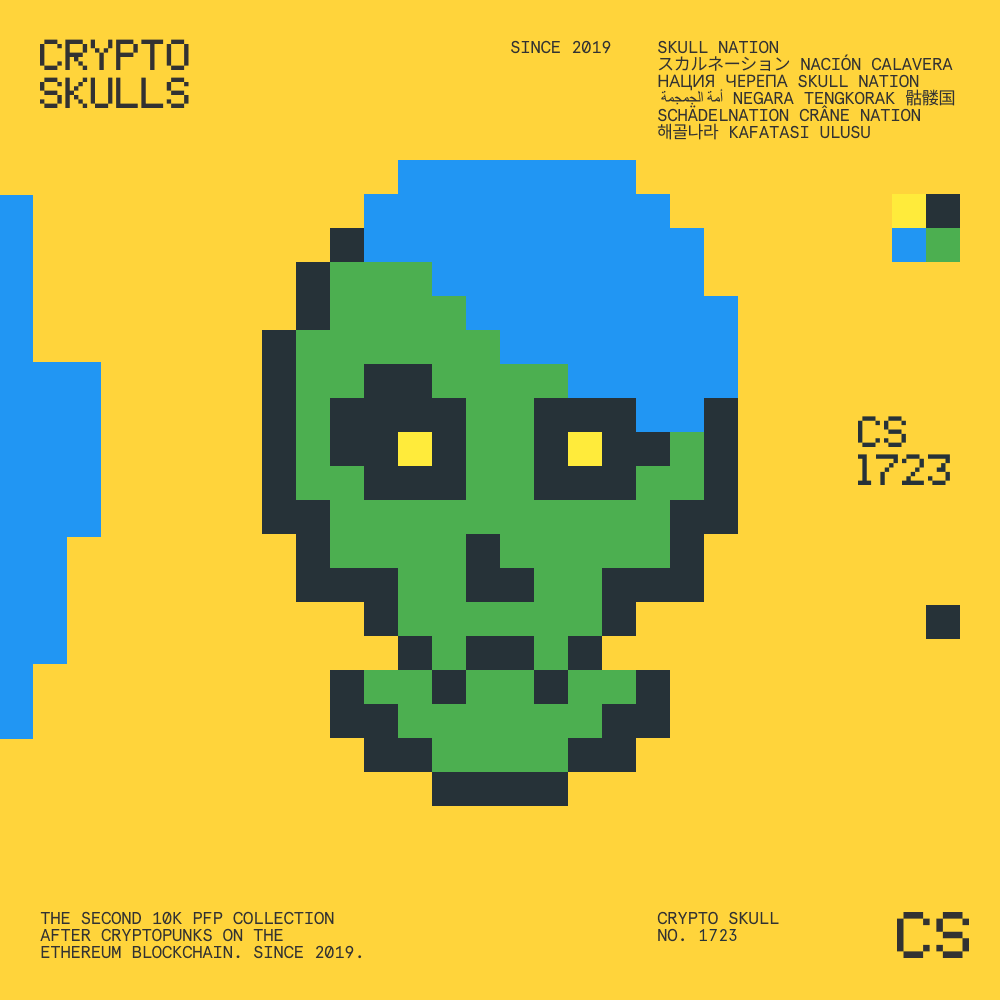 CRYPTO
SKULLS
SINCE 2019
SKULL NATION
スカルネーション NACIÓN CALAVERA
НАЦИЯ ЧЕРЕПА SKULL NATION
أمة الجمجمة NEGARA TENGKORAK 骷髅国
SCHÄDELNATION CRÂNE NATION
해골나라 KAFATASI ULUSU
CS
1723
THE SECOND 10K PFP COLLECTION
AFTER CRYPTOPUNKS ON THE
ETHEREUM BLOCKCHAIN. SINCE 2019.
CRYPTO SKULL
NO. 1723
CS